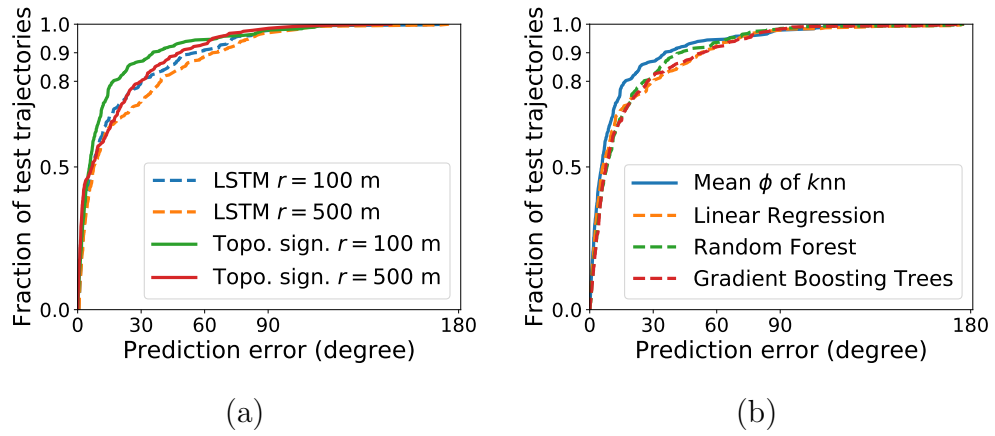 Fraction of test trajectories
1.0
0.9
0.8
0.5
0.0
LSTM r = 100 m
LSTM r = 500 m
Topo. sign. r = 100 m
Topo. sign. r = 500 m
0 30 60 90 180
Prediction error (degree)
(a)
Fraction of test trajectories
1.0
0.9
0.8
0.5
0.0
Mean ϕ of knn
Linear Regression
Random Forest
Gradient Boosting Trees
0 30 60 90 180
Prediction error (degree)
(b)